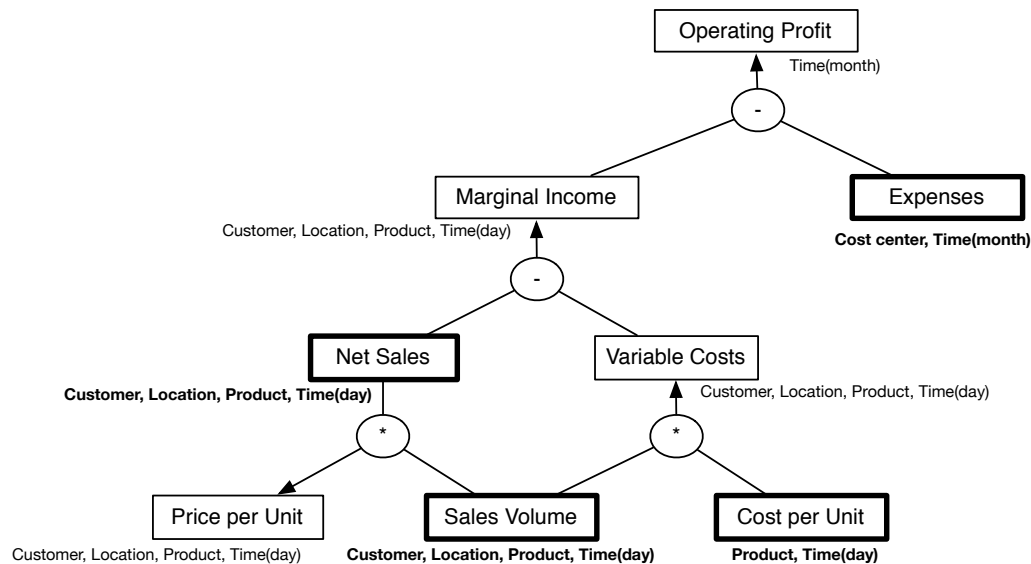 Operating Profit
Time(month)
-
Marginal Income
Expenses
Customer, Location, Product, Time(day)
Cost center, Time(month)
-
Net Sales
Variable Costs
Customer, Location, Product, Time(day)
Customer, Location, Product, Time(day)
*
*
Price per Unit
Sales Volume
Cost per Unit
Customer, Location, Product, Time(day)
Customer, Location, Product, Time(day)
Product, Time(day)